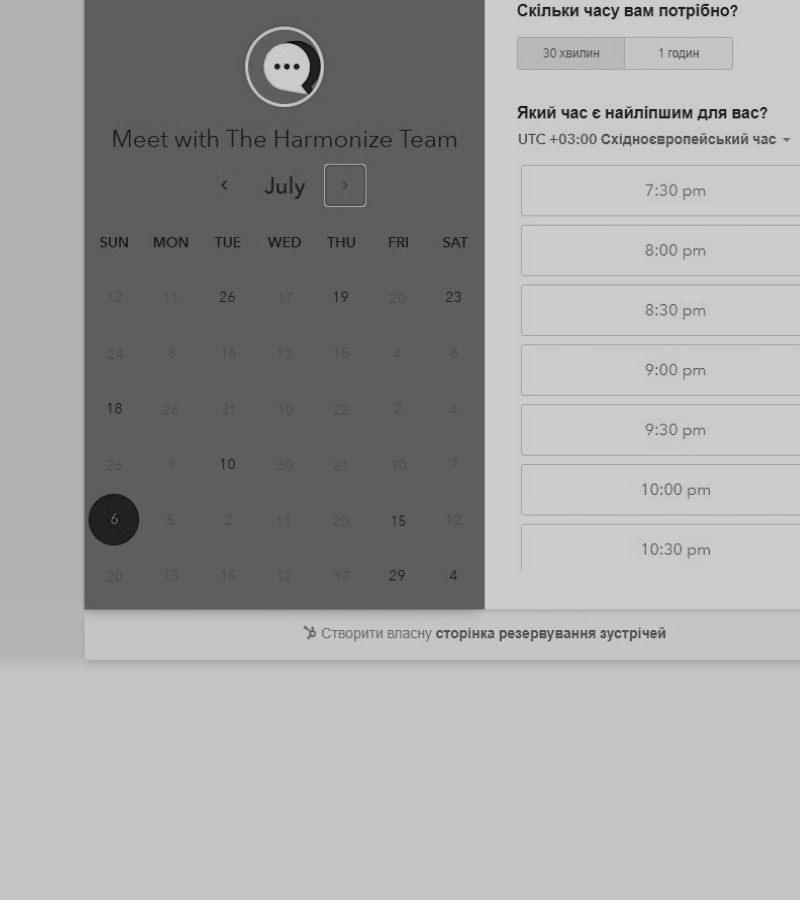 Meet with The Harmonize Team
July
SUN MON TUE WED THU FRI SAT
12 11 26 17 19 20 23
24 8 16 13 15 4 8
18 26 31 10 22 2 4
26 1 10 30 21 10 7
6 5 2 11 20 15 12
20 13 15 12 17 29 4
Скільки часу вам потрібно?
30 хвилин 1 годин
Який час є найліпшим для вас?
UTC +03:00 Східноєвропейський час
7:30 pm
8:00 pm
8:30 pm
9:00 pm
9:30 pm
10:00 pm
10:30 pm
Створити власну сторінка резервування зустрічей